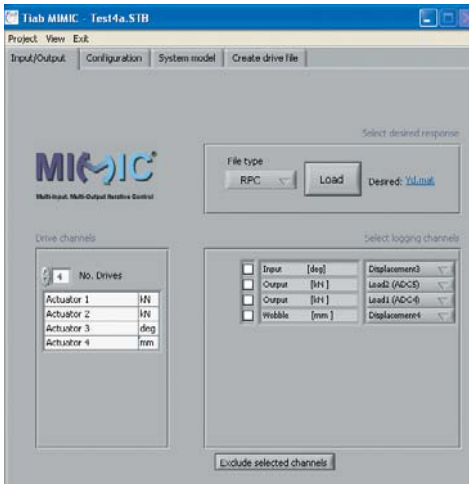 Tiab MIMIC - Test4a.STB
Project View Exit
Input/Output Configuration System model Create drive file
Select desired response
MIMIC
Multi-Input, Multi-Output Iterative Control
File type
RPC Load Desired: Ysl.mat
Drive channels
Select logging channels
4 No. Drives
Actuator 1 kN
Actuator 2 kN
Actuator 3 deg
Actuator 4 mm
Input [deg] Displacement3
Output [kN] Load2 (ADC5)
Output [kN] Load1 (ADC4)
Wobble [mm] Displacement4
Exclude selected channels